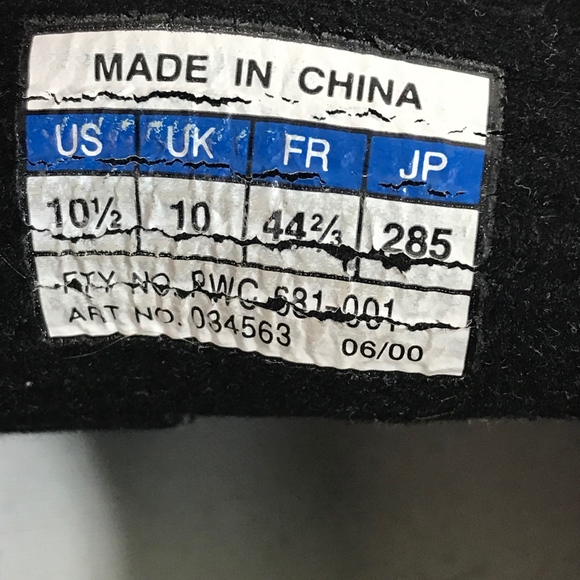 MADE IN CHINA
US UK FR JP
10½ 10 44⅔ 285
FTY NO. PWC 681-001
ART NO. 034563 06/00